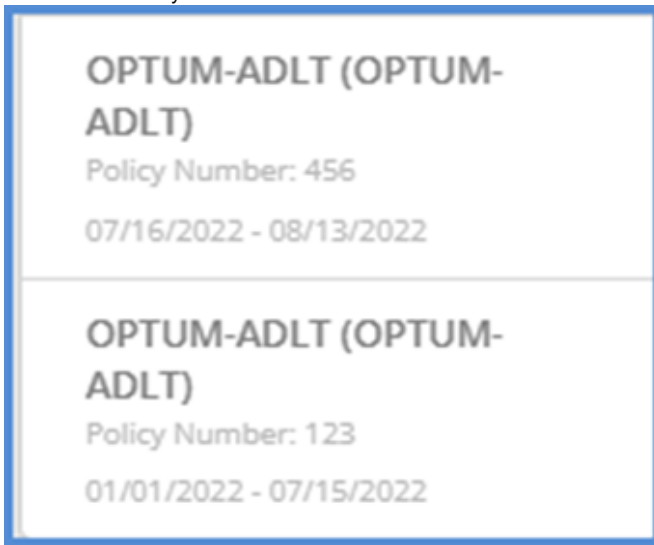 OPTUM-ADLT (OPTUM-
ADLT)
Policy Number: 456
07/16/2022 - 08/13/2022
OPTUM-ADLT (OPTUM-
ADLT)
Policy Number: 123
01/01/2022 - 07/15/2022